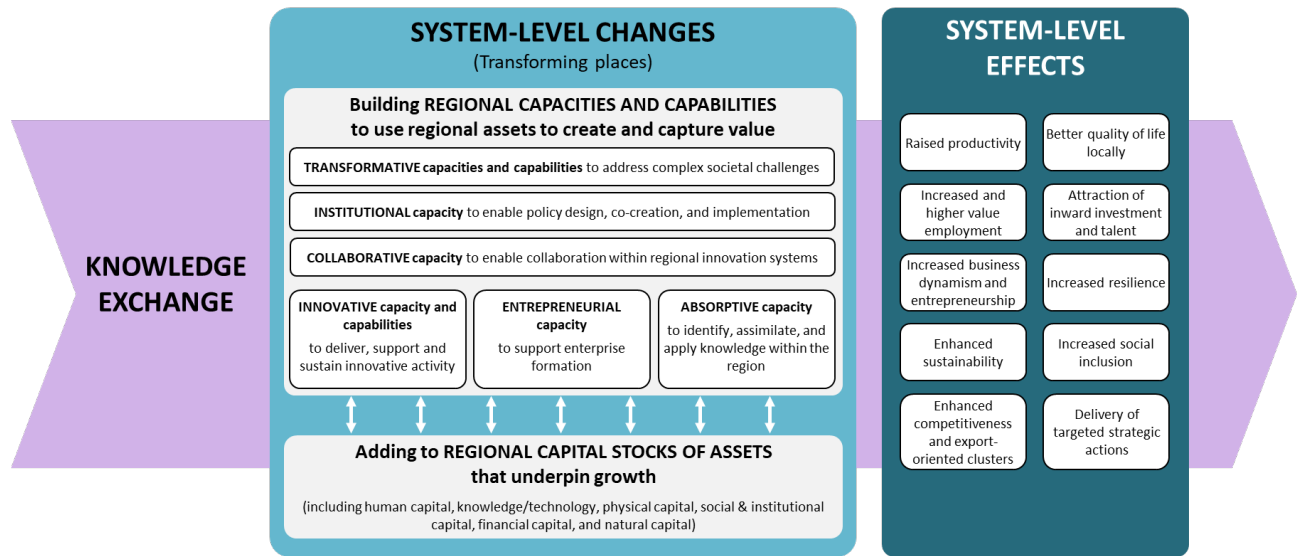 KNOWLEDGE
EXCHANGE
SYSTEM-LEVEL CHANGES
(Transforming places)
Building REGIONAL CAPACITIES AND CAPABILITIES
to use regional assets to create and capture value
TRANSFORMATIVE capacities and capabilities to address complex societal challenges
INSTITUTIONAL capacity to enable policy design, co-creation, and implementation
COLLABORATIVE capacity to enable collaboration within regional innovation systems
INNOVATIVE capacity and
capabilities
to deliver, support and
sustain innovative activity
ENTREPRENEURIAL
capacity
to support enterprise
formation
ABSORPTIVE capacity
to identify, assimilate, and
apply knowledge within the
region
Adding to REGIONAL CAPITAL STOCKS OF ASSETS
that underpin growth
(including human capital, knowledge/technology, physical capital, social & institutional
capital, financial capital, and natural capital)
SYSTEM-LEVEL
EFFECTS
Raised productivity
Better quality of life
locally
Increased and
higher value
employment
Attraction of
inward investment
and talent
Increased business
dynamism and
entrepreneurship
Increased resilience
Enhanced
sustainability
Increased social
inclusion
Enhanced
competitiveness
and export-
oriented clusters
Delivery of
targeted strategic
actions